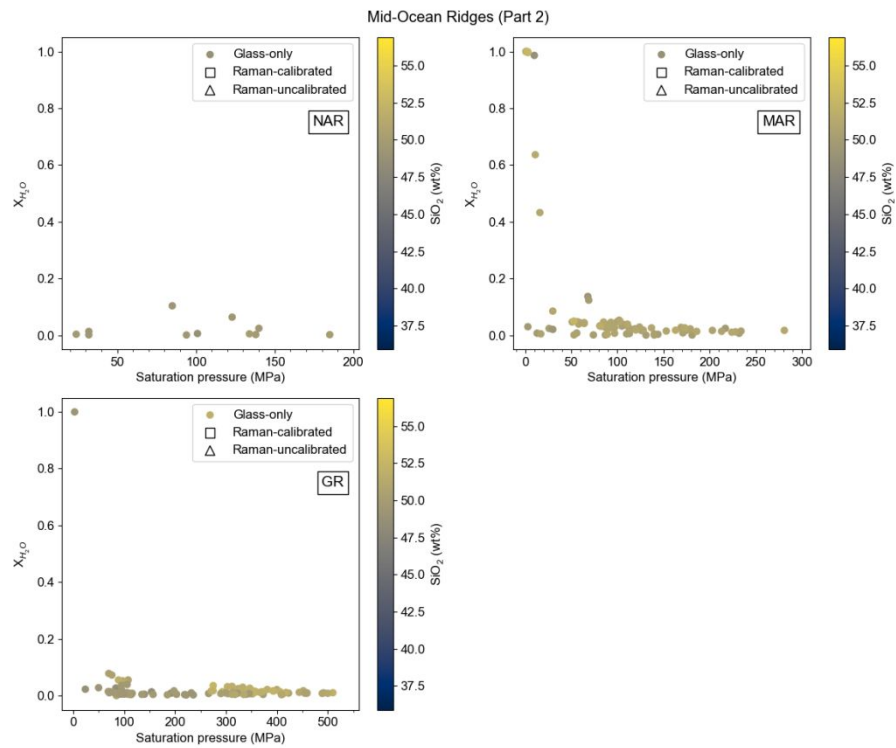 Mid-Ocean Ridges (Part 2)
1.0
0.8
0.6
0.4
0.2
0.0
X_{H_2O}
Glass-only
Raman-calibrated
Raman-uncalibrated
NAR
50
100
150
200
Saturation pressure (MPa)
55.0
52.5
50.0
47.5
45.0
42.5
40.0
37.5
SiO₂ (wt%)
1.0
0.8
0.6
0.4
0.2
0.0
X_{H_2O}
Glass-only
Raman-calibrated
Raman-uncalibrated
MAR
0
50
100
150
200
250
300
Saturation pressure (MPa)
55.0
52.5
50.0
47.5
45.0
42.5
40.0
37.5
SiO₂ (wt%)
1.0
0.8
0.6
0.4
0.2
0.0
X_{H_2O}
Glass-only
Raman-calibrated
Raman-uncalibrated
GR
0
100
200
300
400
500
Saturation pressure (MPa)
55.0
52.5
50.0
47.5
45.0
42.5
40.0
37.5
SiO₂ (wt%)